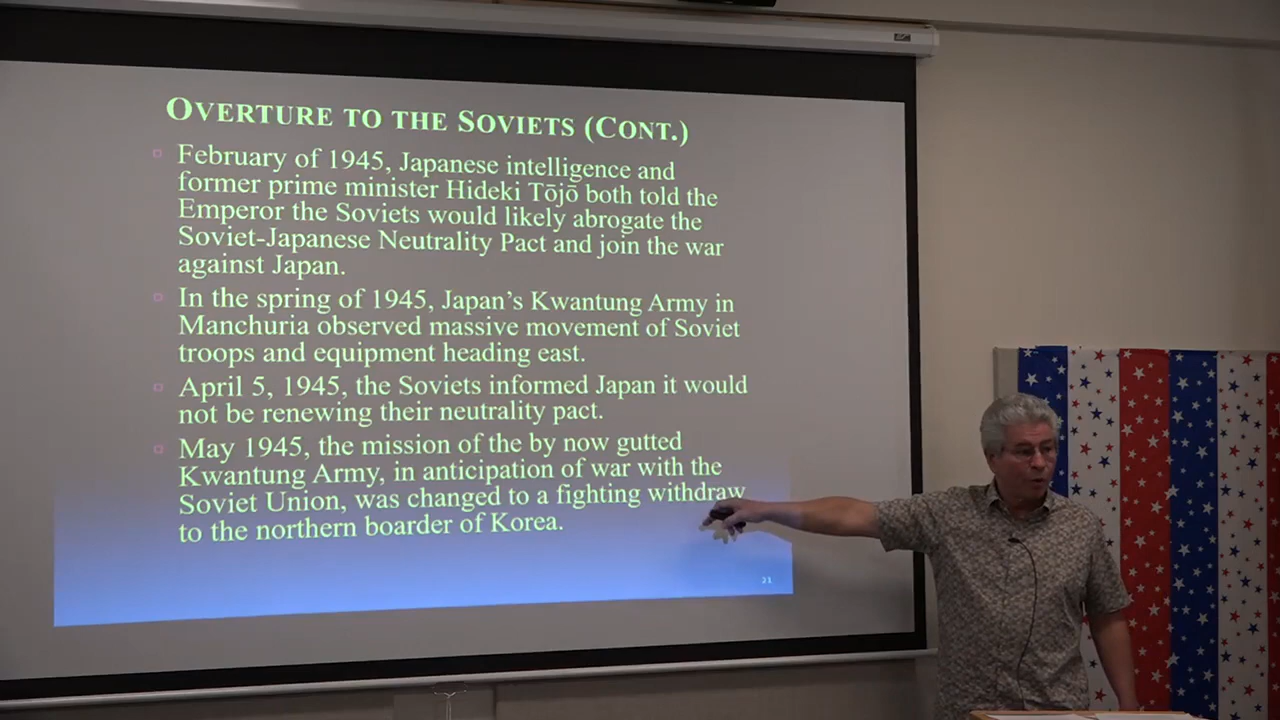 OVERTURE TO THE SOVIETS (CONT.)
February of 1945, Japanese intelligence and
former prime minister Hideki Tōjō both told the
Emperor the Soviets would likely abrogate the
Soviet-Japanese Neutrality Pact and join the war
against Japan.
In the spring of 1945, Japan's Kwantung Army in
Manchuria observed massive movement of Soviet
troops and equipment heading east.
April 5, 1945, the Soviets informed Japan it would
not be renewing their neutrality pact.
May 1945, the mission of the by now gutted
Kwantung Army, in anticipation of war with the
Soviet Union, was changed to a fighting withdraw
to the northern boarder of Korea.
21